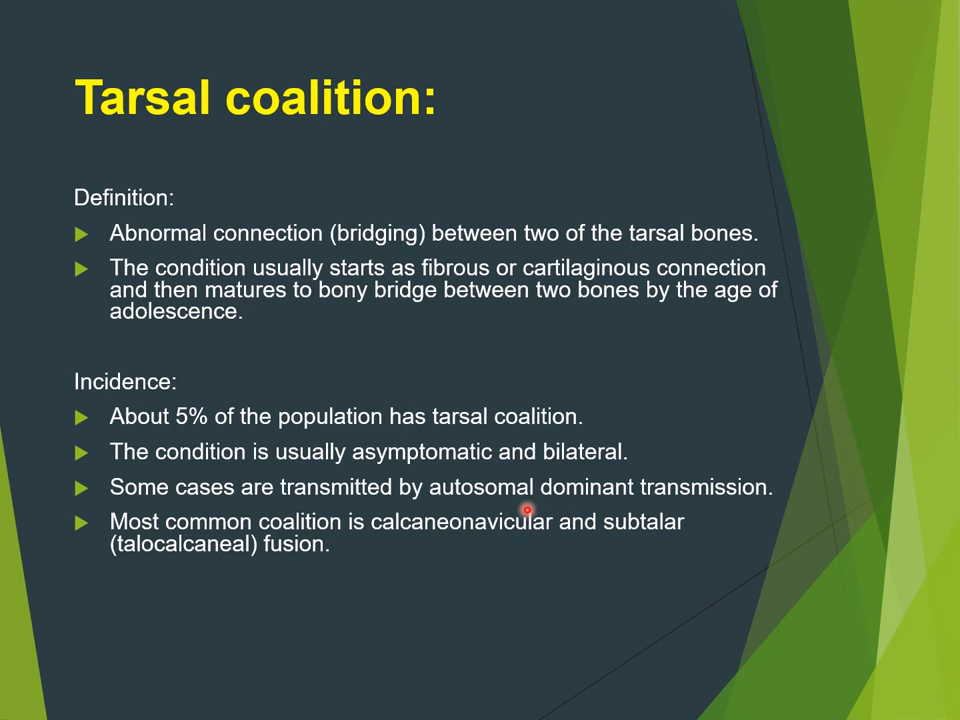 Tarsal coalition:
Definition:
Abnormal connection (bridging) between two of the tarsal bones.
The condition usually starts as fibrous or cartilaginous connection
and then matures to bony bridge between two bones by the age of
adolescence.
Incidence:
About 5% of the population has tarsal coalition.
The condition is usually asymptomatic and bilateral.
Some cases are transmitted by autosomal dominant transmission.
Most common coalition is calcaneonavicular and subtalar
(talocalcaneal) fusion.